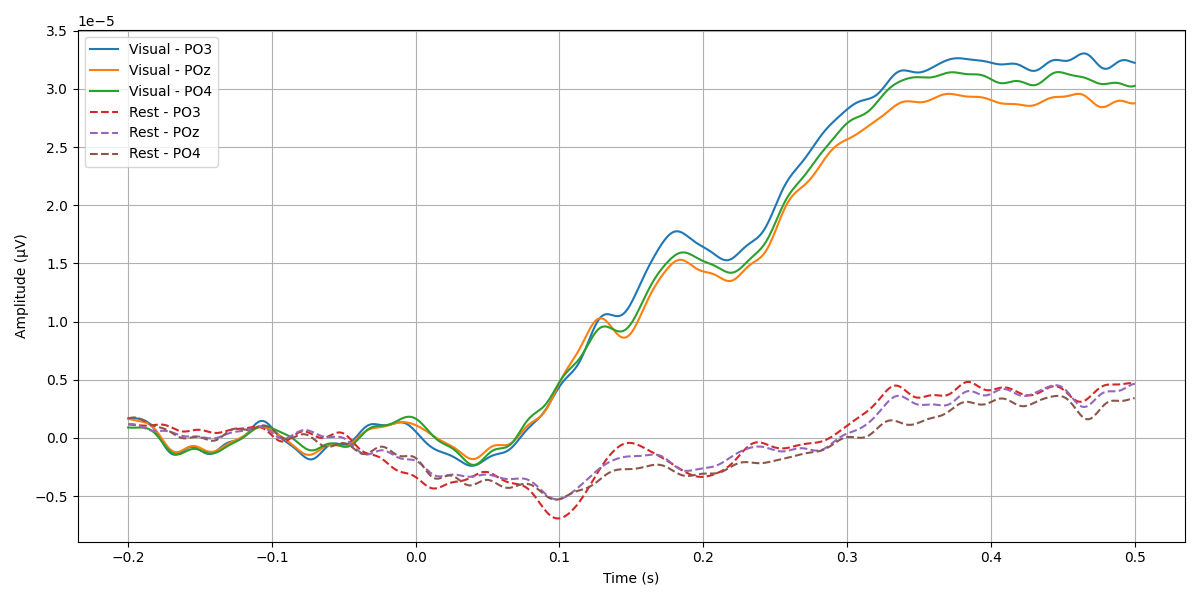 1e−5
3.5
3.0
2.5
2.0
1.5
1.0
0.5
0.0
−0.5
Amplitude (µV)
Visual - PO3
Visual - POz
Visual - PO4
Rest - PO3
Rest - POz
Rest - PO4
−0.2 −0.1 0.0 0.1 0.2 0.3 0.4 0.5
Time (s)